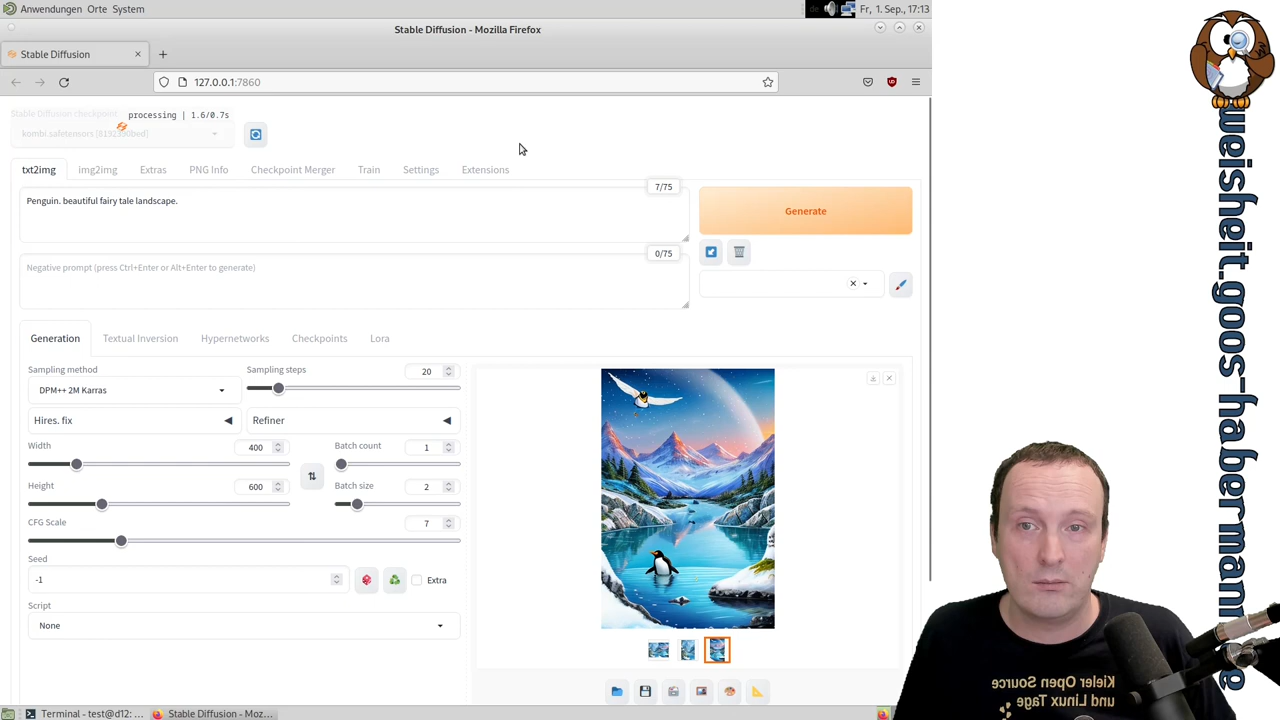 Anwendungen Orte System
de
Fr, 1. Sep., 17:13
Stable Diffusion - Mozilla Firefox
Stable Diffusion
127.0.0.1:7860
Stable Diffusion checkpoint
processing | 1.6/0.7s
txt2img img2img Extras PNG Info Checkpoint Merger Train Settings Extensions
7/75
Penguin. beautiful fairy tale landscape.
Generate
0/75
Negative prompt (press Ctrl+Enter or Alt+Enter to generate)
Generation Textual Inversion Hypernetworks Checkpoints Lora
Sampling method
DPM++ 2M Karras
Sampling steps
20
Hires. fix
Refiner
Width
400
Batch count
1
Height
600
Batch size
2
CFG Scale
7
Seed
-1
Extra
Script
None
Terminal - test@d12: ...
Stable Diffusion - Moz...
weisheit.goos-habermann.de
Kieler Open Source
und Linux Tage